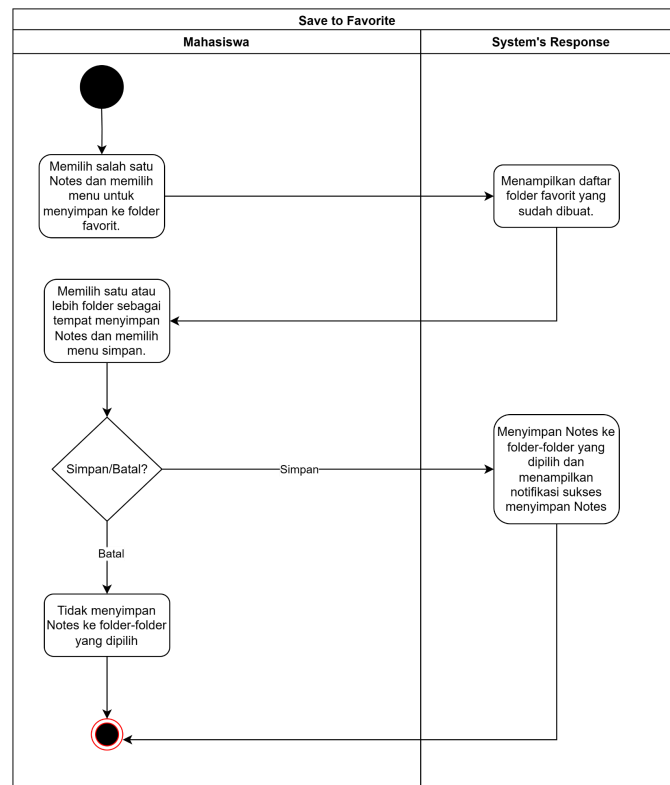 Save to Favorite
Mahasiswa
System's Response
Memilih salah satu
Notes dan memilih
menu untuk
menyimpan ke folder
favorit.
Menampilkan daftar
folder favorit yang
sudah dibuat.
Memilih satu atau
lebih folder sebagai
tempat menyimpan
Notes dan memilih
menu simpan.
Simpan/Batal?
Simpan
Menyimpan Notes ke
folder-folder yang
dipilih dan
menampilkan
notifikasi sukses
menyimpan Notes
Batal
Tidak menyimpan
Notes ke folder-folder
yang dipilih